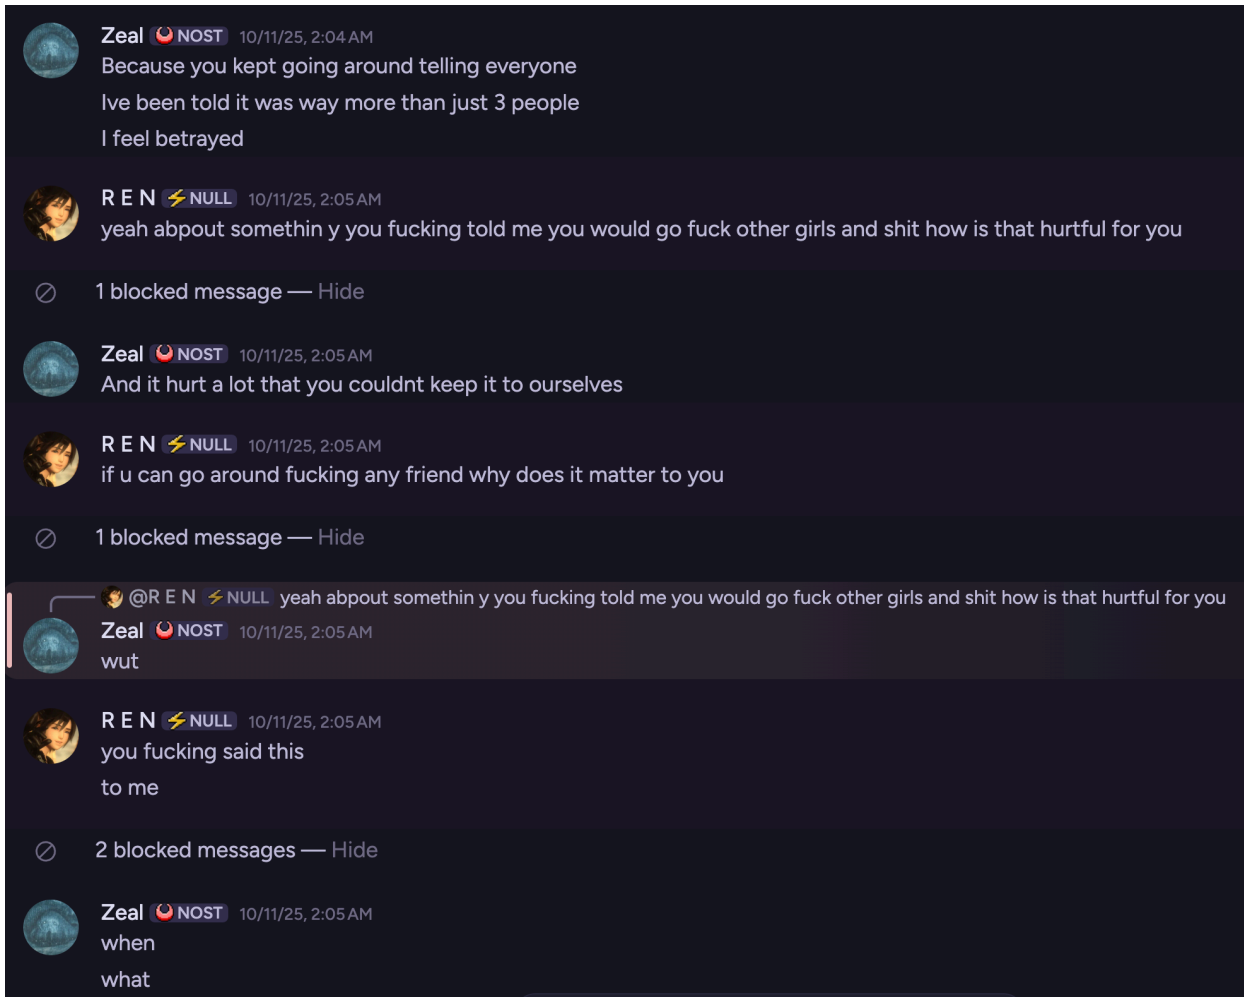 Zeal NOST 10/11/25, 2:04 AM
Because you kept going around telling everyone
Ive been told it was way more than just 3 people
I feel betrayed
R E N NULL 10/11/25, 2:05 AM
yeah abpout somethin y you fucking told me you would go fuck other girls and shit how is that hurtful for you
1 blocked message — Hide
Zeal NOST 10/11/25, 2:05 AM
And it hurt a lot that you couldnt keep it to ourselves
R E N NULL 10/11/25, 2:05 AM
if u can go around fucking any friend why does it matter to you
1 blocked message — Hide
@R E N NULL yeah abpout somethin y you fucking told me you would go fuck other girls and shit how is that hurtful for you
Zeal NOST 10/11/25, 2:05 AM
wut
R E N NULL 10/11/25, 2:05 AM
you fucking said this
to me
2 blocked messages — Hide
Zeal NOST 10/11/25, 2:05 AM
when
what